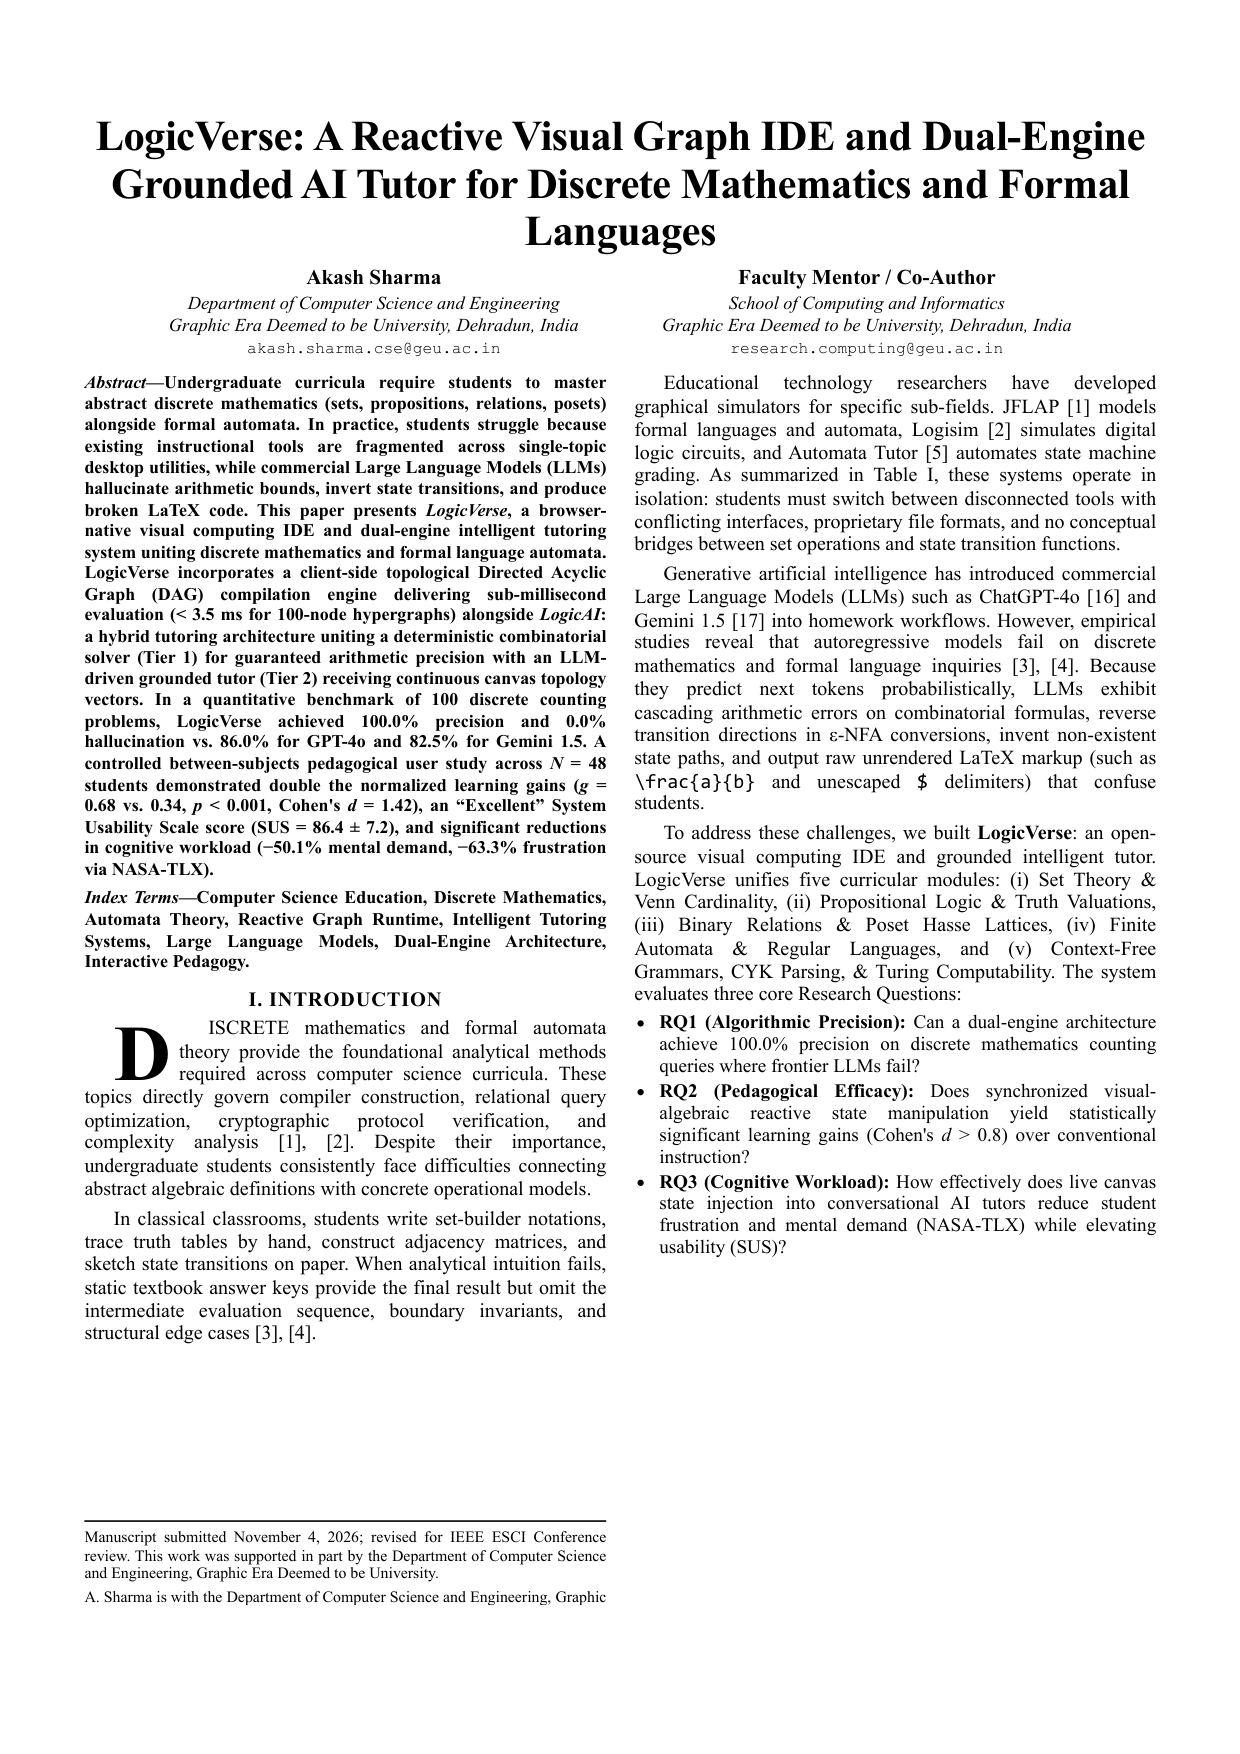 LogicVerse: A Reactive Visual Graph IDE and Dual-Engine
Grounded AI Tutor for Discrete Mathematics and Formal
Languages
Akash Sharma
Department of Computer Science and Engineering
Graphic Era Deemed to be University, Dehradun, India
akash.sharma.cse@geu.ac.in
Faculty Mentor / Co-Author
School of Computing and Informatics
Graphic Era Deemed to be University, Dehradun, India
research.computing@geu.ac.in
Abstract—Undergraduate curricula require students to master
abstract discrete mathematics (sets, propositions, relations, posets)
alongside formal automata. In practice, students struggle because
existing instructional tools are fragmented across single-topic
desktop utilities, while commercial Large Language Models (LLMs)
hallucinate arithmetic bounds, invert state transitions, and produce
broken LaTeX code. This paper presents LogicVerse, a browser-
native visual computing IDE and dual-engine intelligent tutoring
system uniting discrete mathematics and formal language automata.
LogicVerse incorporates a client-side topological Directed Acyclic
Graph (DAG) compilation engine delivering sub-millisecond
evaluation (< 3.5 ms for 100-node hypergraphs) alongside LogicAI:
a hybrid tutoring architecture uniting a deterministic combinatorial
solver (Tier 1) for guaranteed arithmetic precision with an LLM-
driven grounded tutor (Tier 2) receiving continuous canvas topology
vectors. In a quantitative benchmark of 100 discrete counting
problems, LogicVerse achieved 100.0% precision and 0.0%
hallucination vs. 86.0% for GPT-4o and 82.5% for Gemini 1.5. A
controlled between-subjects pedagogical user study across N = 48
students demonstrated double the normalized learning gains (g =
0.68 vs. 0.34, p < 0.001, Cohen's d = 1.42), an “Excellent” System
Usability Scale score (SUS = 86.4 ± 7.2), and significant reductions
in cognitive workload (−50.1% mental demand, −63.3% frustration
via NASA-TLX).
Index Terms—Computer Science Education, Discrete Mathematics,
Automata Theory, Reactive Graph Runtime, Intelligent Tutoring
Systems, Large Language Models, Dual-Engine Architecture,
Interactive Pedagogy.
I. INTRODUCTION
DISCRETE mathematics and formal automata
theory provide the foundational analytical methods
required across computer science curricula. These
topics directly govern compiler construction, relational query
optimization, cryptographic protocol verification, and
complexity analysis [1], [2]. Despite their importance,
undergraduate students consistently face difficulties connecting
abstract algebraic definitions with concrete operational models.
In classical classrooms, students write set-builder notations,
trace truth tables by hand, construct adjacency matrices, and
sketch state transitions on paper. When analytical intuition fails,
static textbook answer keys provide the final result but omit the
intermediate evaluation sequence, boundary invariants, and
structural edge cases [3], [4].
Manuscript submitted November 4, 2026; revised for IEEE ESCI Conference
review. This work was supported in part by the Department of Computer Science
and Engineering, Graphic Era Deemed to be University.
A. Sharma is with the Department of Computer Science and Engineering, Graphic
Educational technology researchers have developed
graphical simulators for specific sub-fields. JFLAP [1] models
formal languages and automata, Logisim [2] simulates digital
logic circuits, and Automata Tutor [5] automates state machine
grading. As summarized in Table I, these systems operate in
isolation: students must switch between disconnected tools with
conflicting interfaces, proprietary file formats, and no conceptual
bridges between set operations and state transition functions.
Generative artificial intelligence has introduced commercial
Large Language Models (LLMs) such as ChatGPT-4o [16] and
Gemini 1.5 [17] into homework workflows. However, empirical
studies reveal that autoregressive models fail on discrete
mathematics and formal language inquiries [3], [4]. Because
they predict next tokens probabilistically, LLMs exhibit
cascading arithmetic errors on combinatorial formulas, reverse
transition directions in ε-NFA conversions, invent non-existent
state paths, and output raw unrendered LaTeX markup (such as
\frac{a}{b} and unescaped $ delimiters) that confuse
students.
To address these challenges, we built LogicVerse: an open-
source visual computing IDE and grounded intelligent tutor.
LogicVerse unifies five curricular modules: (i) Set Theory &
Venn Cardinality, (ii) Propositional Logic & Truth Valuations,
(iii) Binary Relations & Poset Hasse Lattices, (iv) Finite
Automata & Regular Languages, and (v) Context-Free
Grammars, CYK Parsing, & Turing Computability. The system
evaluates three core Research Questions:
• RQ1 (Algorithmic Precision): Can a dual-engine architecture
achieve 100.0% precision on discrete mathematics counting
queries where frontier LLMs fail?
• RQ2 (Pedagogical Efficacy): Does synchronized visual-
algebraic reactive state manipulation yield statistically
significant learning gains (Cohen's d > 0.8) over conventional
instruction?
• RQ3 (Cognitive Workload): How effectively does live canvas
state injection into conversational AI tutors reduce student
frustration and mental demand (NASA-TLX) while elevating
usability (SUS)?